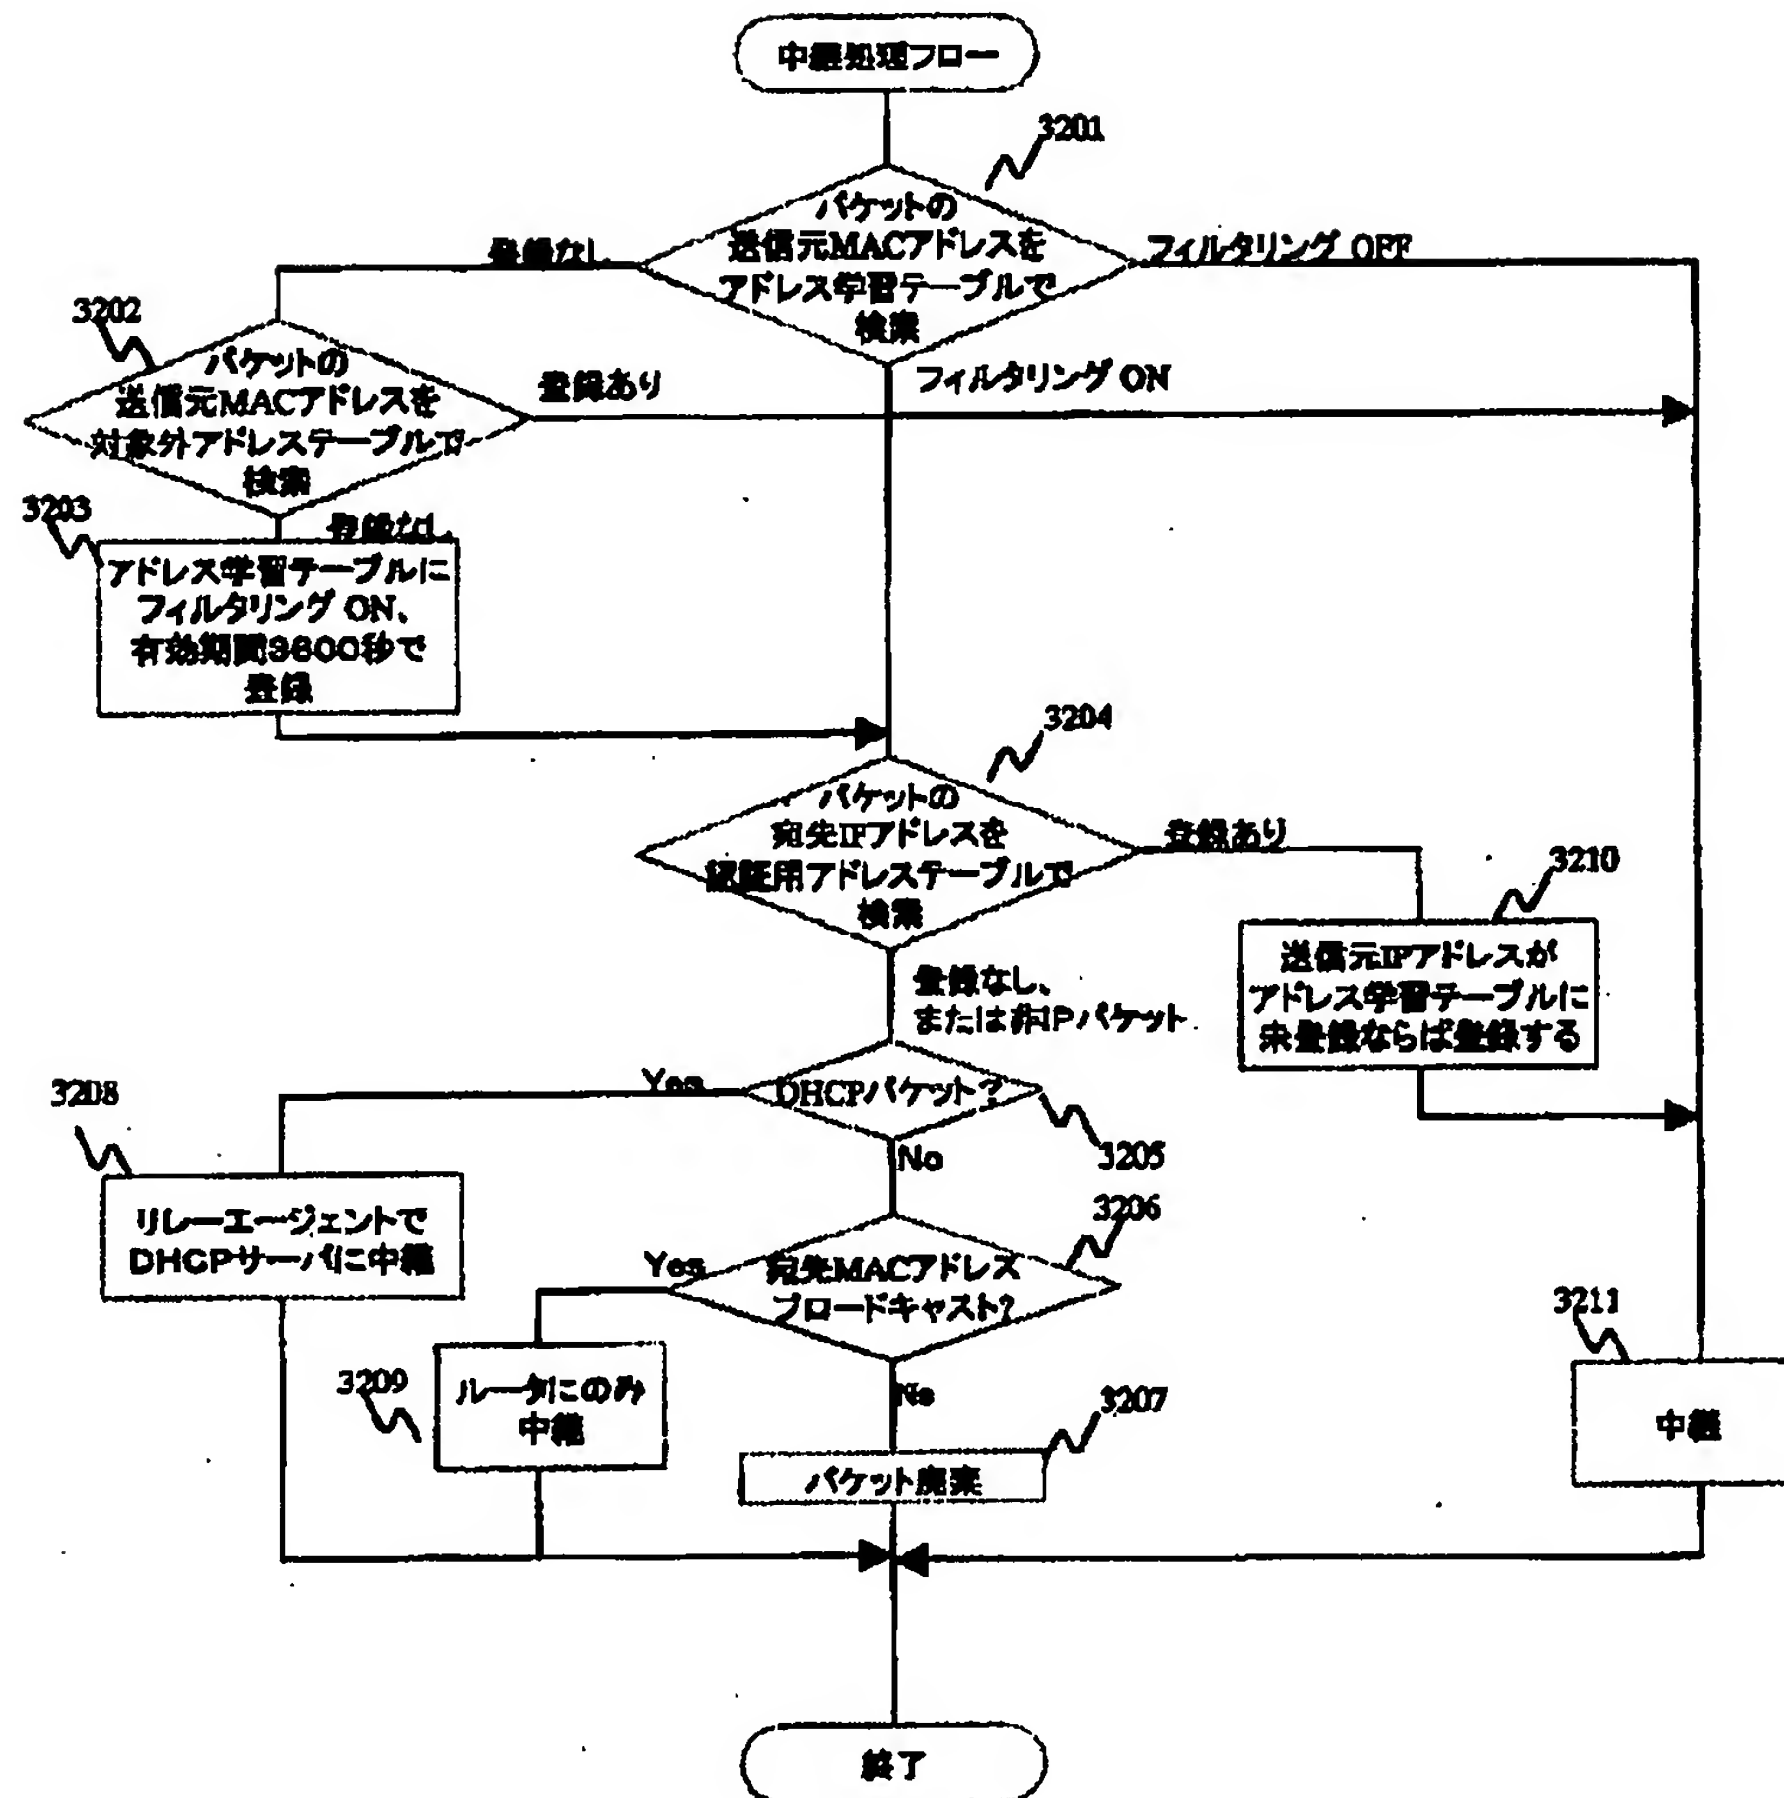 中継処理フロー
3201
パケットの
送信元MACアドレスを
アドレス学習テーブルで
検索
登録なし
フィルタリング OFF
フィルタリング ON
3202
パケットの
送信元MACアドレスを
対象外アドレステーブルで
検索
登録あり
登録なし
3203
アドレス学習テーブルに
フィルタリング ON、
有効期間3600秒で
登録
3204
パケットの
宛先IPアドレスを
認証用アドレステーブルで
検索
登録あり
3210
送信元IPアドレスが
アドレス学習テーブルに
未登録ならば登録する
登録なし、
または非IPパケット
DHCPパケット?
Yes
No
3205
3208
リレーエージェントで
DHCPサーバに中継
3206
宛先MACアドレス
ブロードキャスト?
Yes
No
3209
ルータにのみ
中継
3207
パケット廃棄
3211
中継
終了